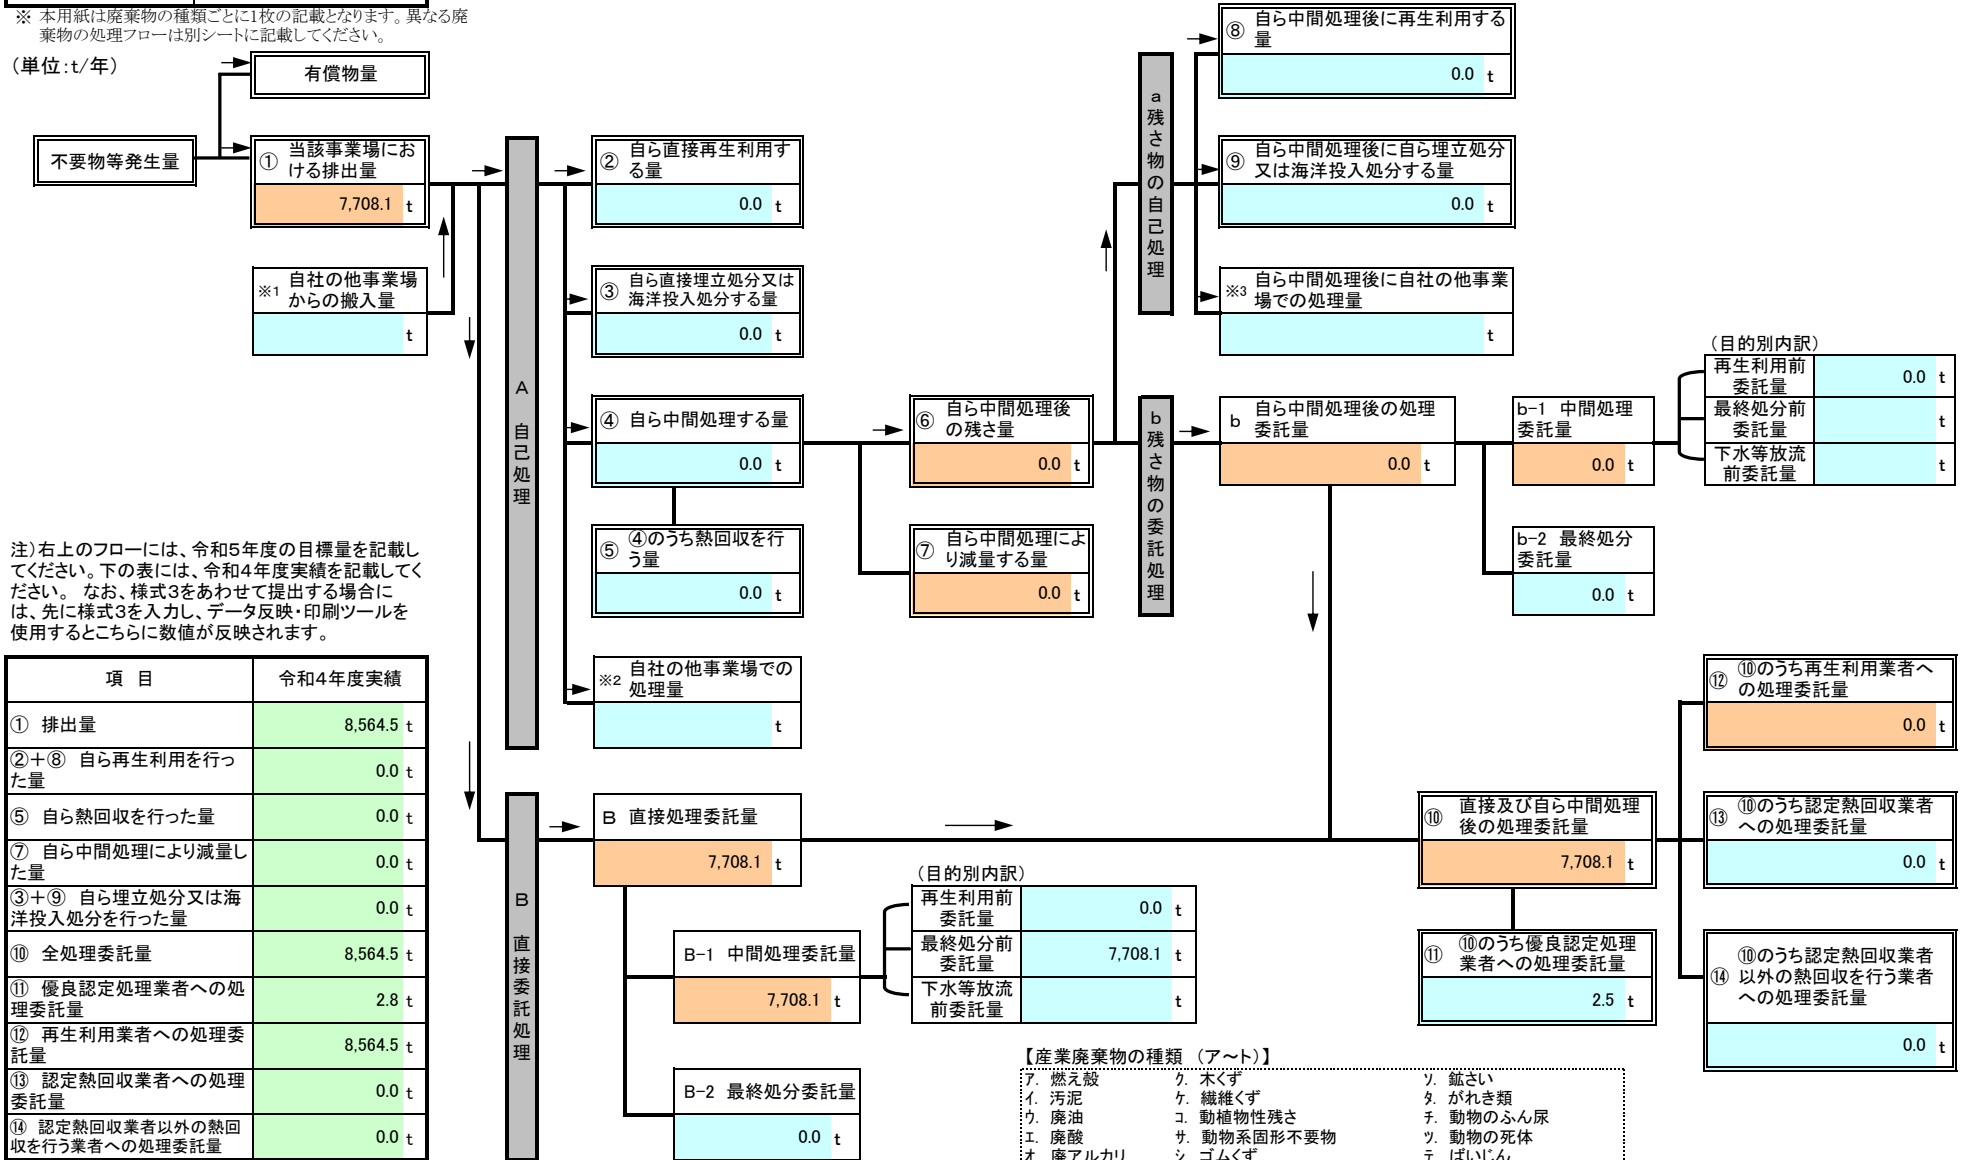 ※ 本用紙は廃棄物の種類ごとに1枚の記載となります。異なる廃
棄物の処理フローは別シートに記載してください。
(単位:t/年)
有償物量
不要物等発生量
① 当該事業場にお
ける排出量
7,708.1 t
※1 自社の他事業場
からの搬入量
t
A 自己処理
② 自ら直接再生利用す
る量
0.0 t
③ 自ら直接埋立処分又は
海洋投入処分する量
0.0 t
④ 自ら中間処理する量
0.0 t
⑤ ④のうち熱回収を行
う量
0.0 t
※2 自社の他事業場での
処理量
t
⑥ 自ら中間処理後
の残さ量
0.0 t
⑦ 自ら中間処理によ
り減量する量
0.0 t
a残さ物の自己処理
⑧ 自ら中間処理後に再生利用する
量
0.0 t
⑨ 自ら中間処理後に自ら埋立処分
又は海洋投入処分する量
0.0 t
※3 自ら中間処理後に自社の他事業
場での処理量
t
b残さ物の委託処理
b 自ら中間処理後の処理
委託量
0.0 t
b-1 中間処理
委託量
0.0 t
b-2 最終処分
委託量
0.0 t
(目的別内訳)
再生利用前
委託量
0.0 t
最終処分前
委託量
t
下水等放流
前委託量
t
注)右上のフローには、令和5年度の目標量を記載し
てください。下の表には、令和4年度実績を記載してく
ださい。 なお、様式3をあわせて提出する場合に
は、先に様式3を入力し、データ反映・印刷ツールを
使用するとこちらに数値が反映されます。
項 目 令和4年度実績
① 排出量 8,564.5 t
②+⑧ 自ら再生利用を行っ
た量
0.0 t
⑤ 自ら熱回収を行った量 0.0 t
⑦ 自ら中間処理により減量し
た量
0.0 t
③+⑨ 自ら埋立処分又は海
洋投入処分を行った量
0.0 t
⑩ 全処理委託量 8,564.5 t
⑪ 優良認定処理業者への処
理委託量
2.8 t
⑫ 再生利用業者への処理委
託量
8,564.5 t
⑬ 認定熱回収業者への処理
委託量
0.0 t
⑭ 認定熱回収業者以外の熱回
収を行う業者への処理委託量
0.0 t
B 直接委託処理
B 直接処理委託量
7,708.1 t
B-1 中間処理委託量
7,708.1 t
B-2 最終処分委託量
0.0 t
(目的別内訳)
再生利用前
委託量
0.0 t
最終処分前
委託量
7,708.1 t
下水等放流
前委託量
t
⑩ 直接及び自ら中間処理
後の処理委託量
7,708.1 t
⑪ ⑩のうち優良認定処理
業者への処理委託量
2.5 t
⑫ ⑩のうち再生利用業者へ
の処理委託量
0.0 t
⑬ ⑩のうち認定熱回収業者
への処理委託量
0.0 t
⑭ ⑩のうち認定熱回収業者
以外の熱回収を行う業者
への処理委託量
0.0 t
【産業廃棄物の種類 (ア~ト)】
ア. 燃え殻 ク. 木くず ソ. 鉱さい
イ. 汚泥 ケ. 繊維くず タ. がれき類
ウ. 廃油 コ. 動植物性残さ チ. 動物のふん尿
エ. 廃酸 サ. 動物系固形不要物 ツ. 動物の死体
オ. 廃アルカリ シ. ゴムくず テ. ばいじん